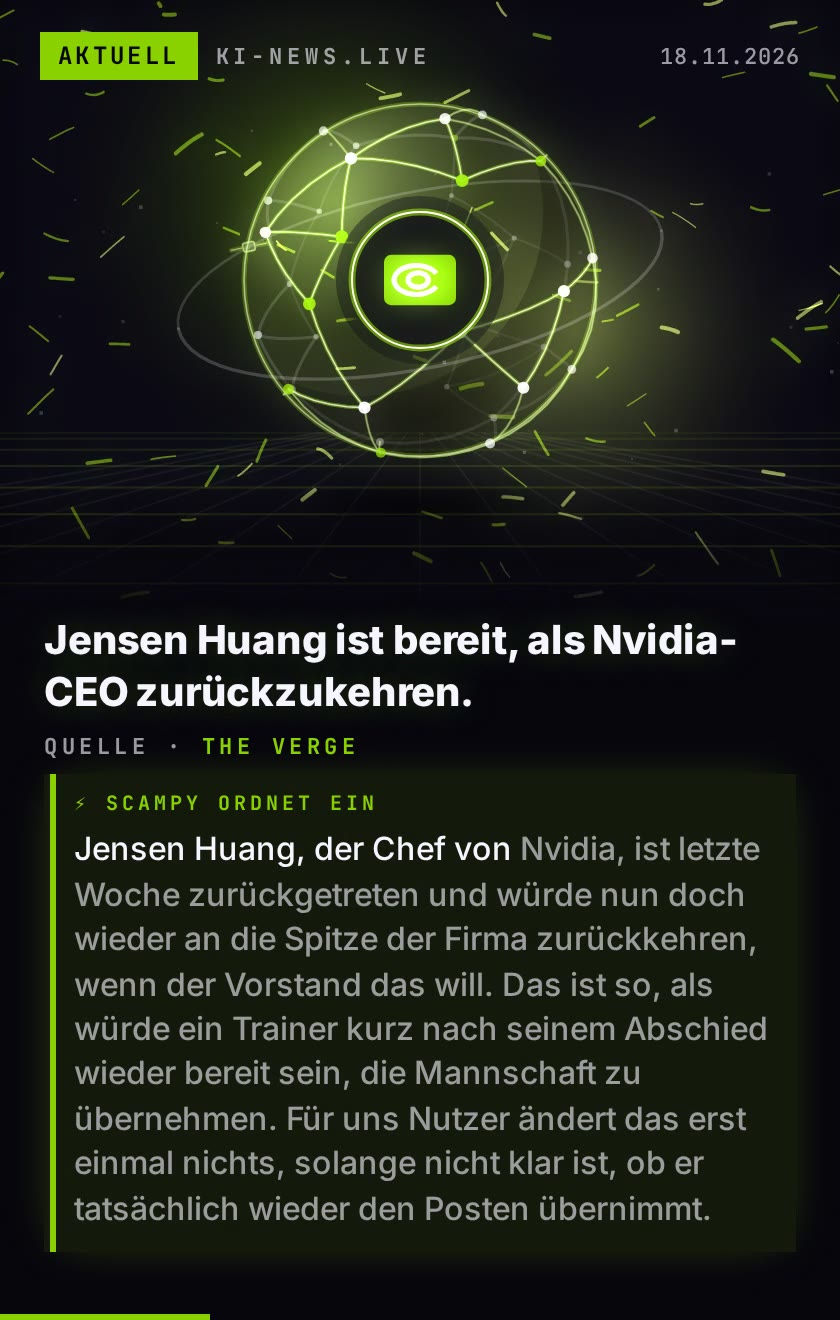 AKTUELL KI-NEWS.LIVE 18.11.2026
Jensen Huang ist bereit, als Nvidia-
CEO zurückzukehren.
QUELLE · THE VERGE
⚡ SCAMPY ORDNET EIN
Jensen Huang, der Chef von Nvidia, ist letzte
Woche zurückgetreten und würde nun doch
wieder an die Spitze der Firma zurückkehren,
wenn der Vorstand das will. Das ist so, als
würde ein Trainer kurz nach seinem Abschied
wieder bereit sein, die Mannschaft zu
übernehmen. Für uns Nutzer ändert das erst
einmal nichts, solange nicht klar ist, ob er
tatsächlich wieder den Posten übernimmt.